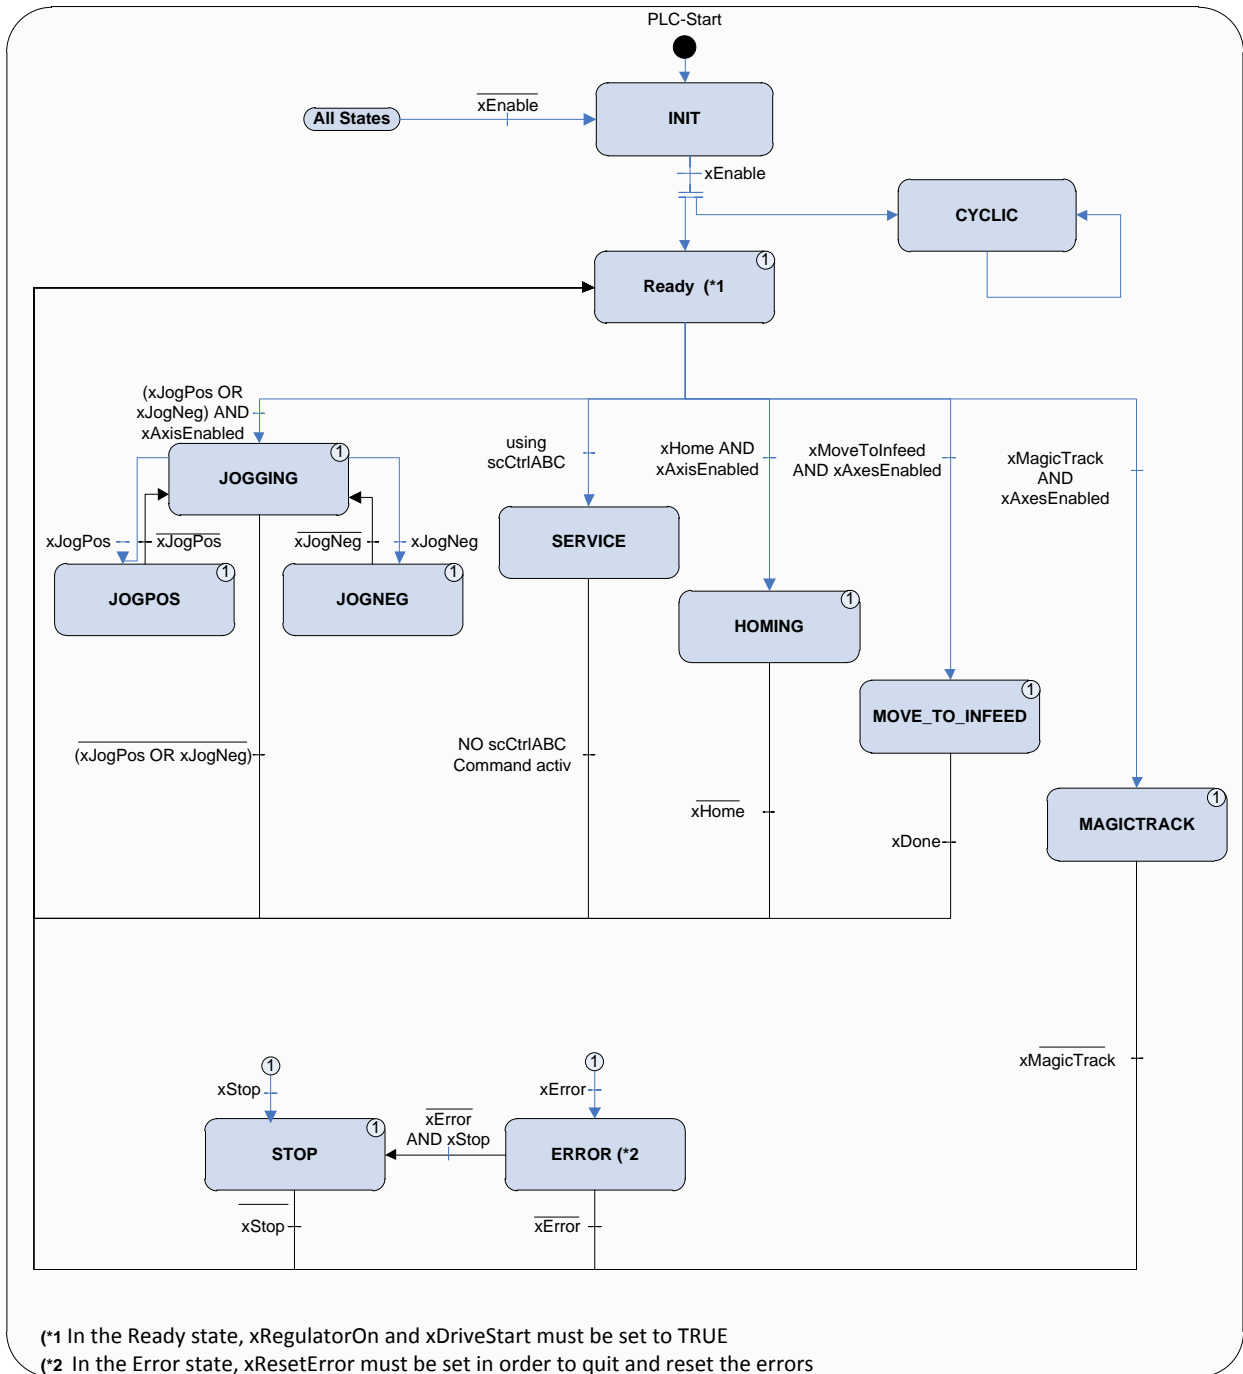 PLC-Start
xEnable
All States
INIT
xEnable
CYCLIC
1
Ready (*1
(xJogPos OR
xJogNeg) AND
xAxisEnabled
using
scCtrlABC
xHome AND
xAxisEnabled
xMoveToInfeed
AND xAxesEnabled
xMagicTrack
AND
xAxesEnabled
1
JOGGING
xJogPos
xJogPos
xJogNeg
xJogNeg
SERVICE
1
JOGPOS
1
JOGNEG
1
HOMING
1
MOVE_TO_INFEED
(xJogPos OR xJogNeg)
NO scCtrlABC
Command activ
xHome
xDone
1
MAGICTRACK
xMagicTrack
1
xStop
1
xError
1
STOP
xError
AND xStop
ERROR (*2
xStop
xError
(*1 In the Ready state, xRegulatorOn and xDriveStart must be set to TRUE
(*2 In the Error state, xResetError must be set in order to quit and reset the errors